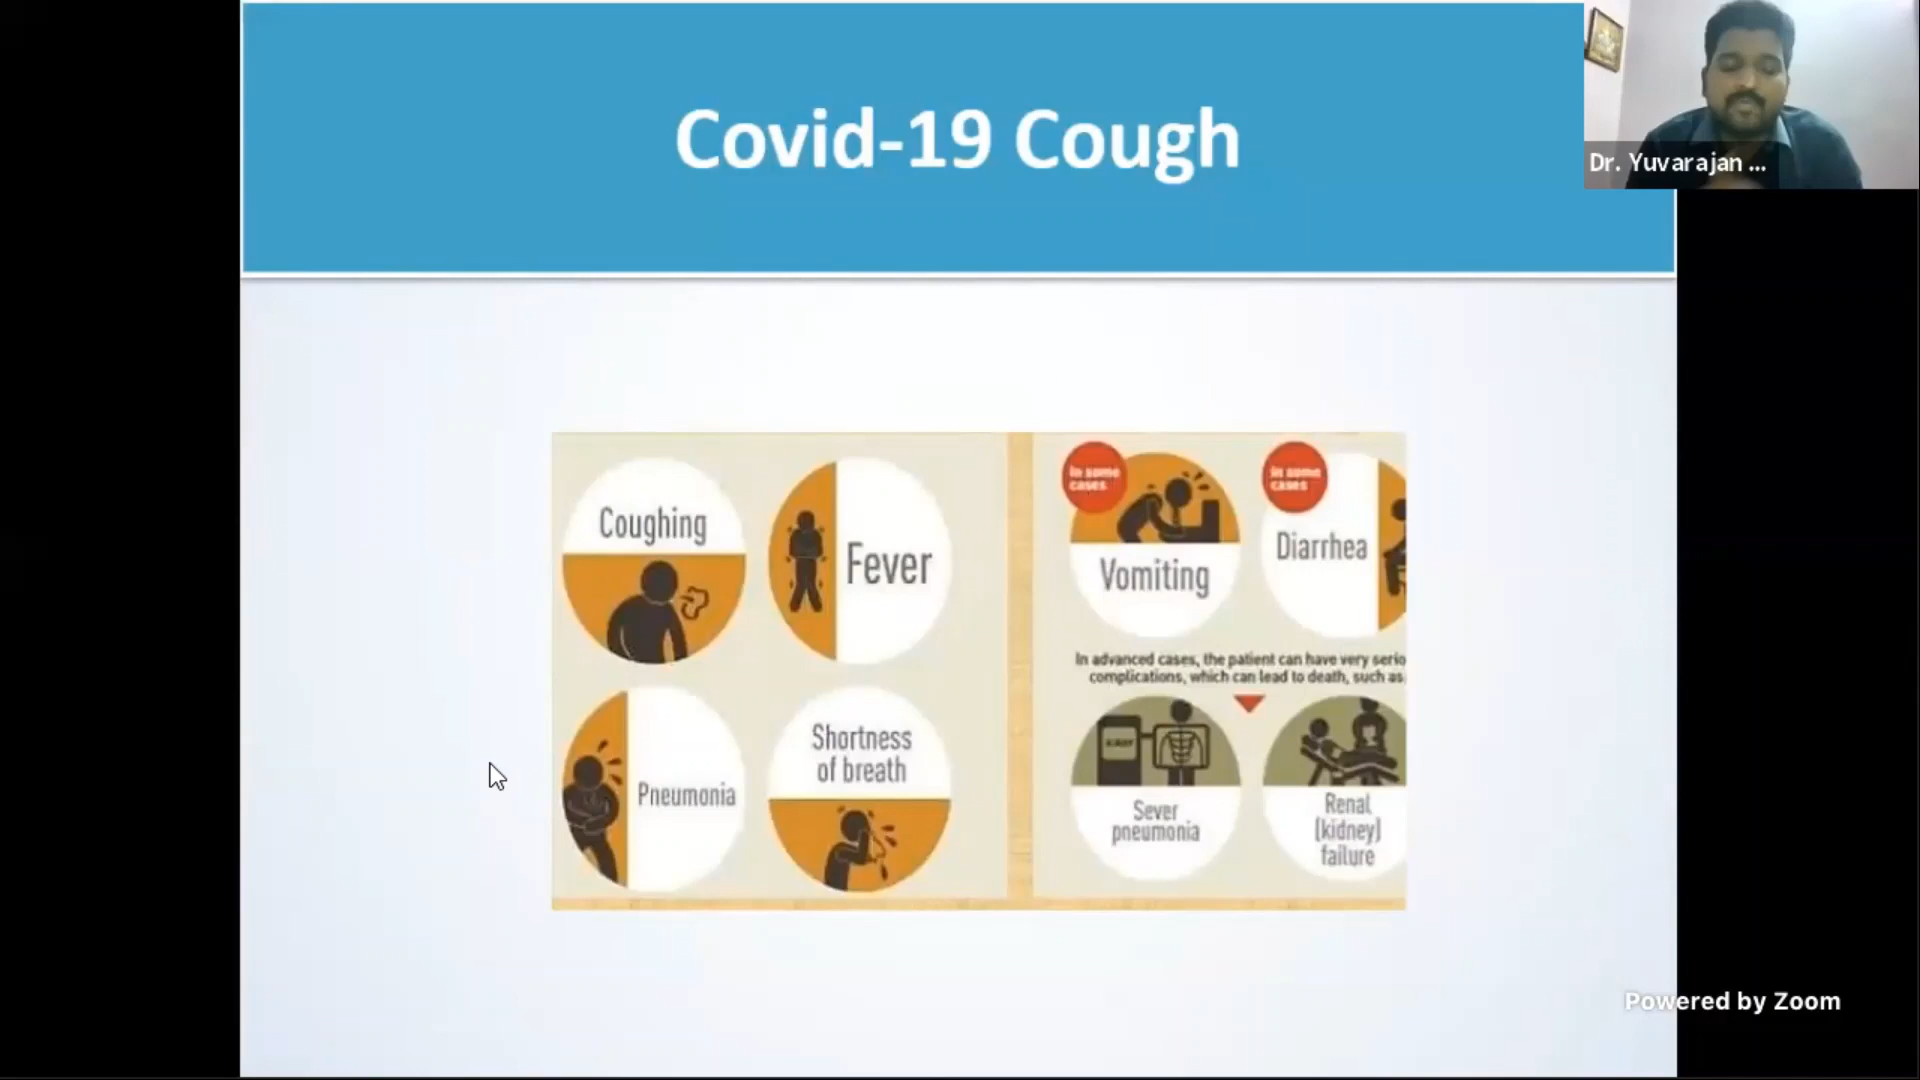 Covid-19 Cough
Dr. Yuvarajan ...
Coughing
Fever
Pneumonia
Shortness
of breath
In some
cases
Vomiting
In some
cases
Diarrhea
In advanced cases, the patient can have very serio
complications, which can lead to death, such as
X-RAY
Sever
pneumonia
Renal
(kidney)
failure
Powered by Zoom